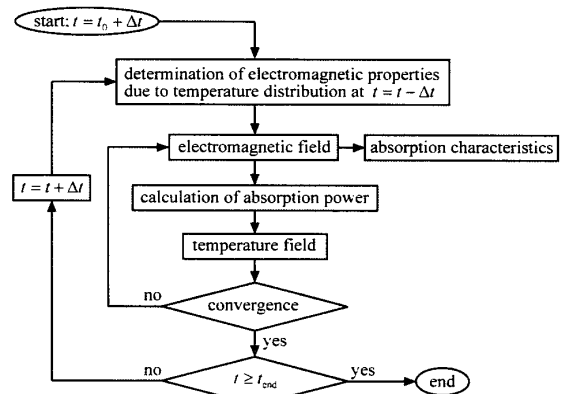 start: t = t₀ + Δt
determination of electromagnetic properties
due to temperature distribution at t = t − Δt
electromagnetic field
absorption characteristics
t = t + Δt
calculation of absorption power
temperature field
no
convergence
yes
no
t ≥ tend
yes
end